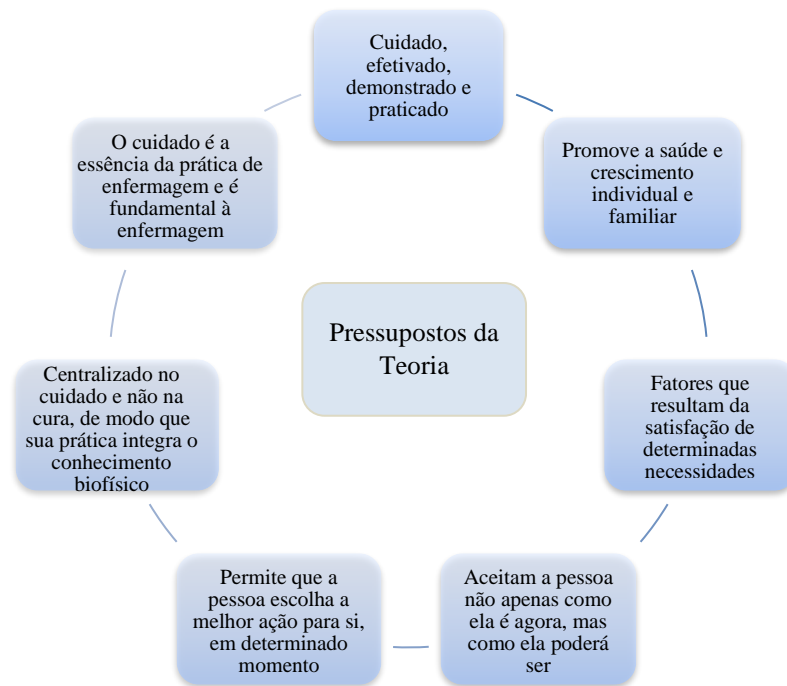 Cuidado,
efetivado,
demonstrado e
praticado
Promove a saúde e
crescimento
individual e
familiar
Fatores que
resultam da
satisfação de
determinadas
necessidades
Aceitam a pessoa
não apenas como
ela é agora, mas
como ela poderá
ser
Permite que a
pessoa escolha a
melhor ação para si,
em determinado
momento
Centralizado no
cuidado e não na
cura, de modo que
sua prática integra o
conhecimento
biofísico
O cuidado é a
essência da prática
de enfermagem e é
fundamental à
enfermagem
Pressupostos da
Teoria